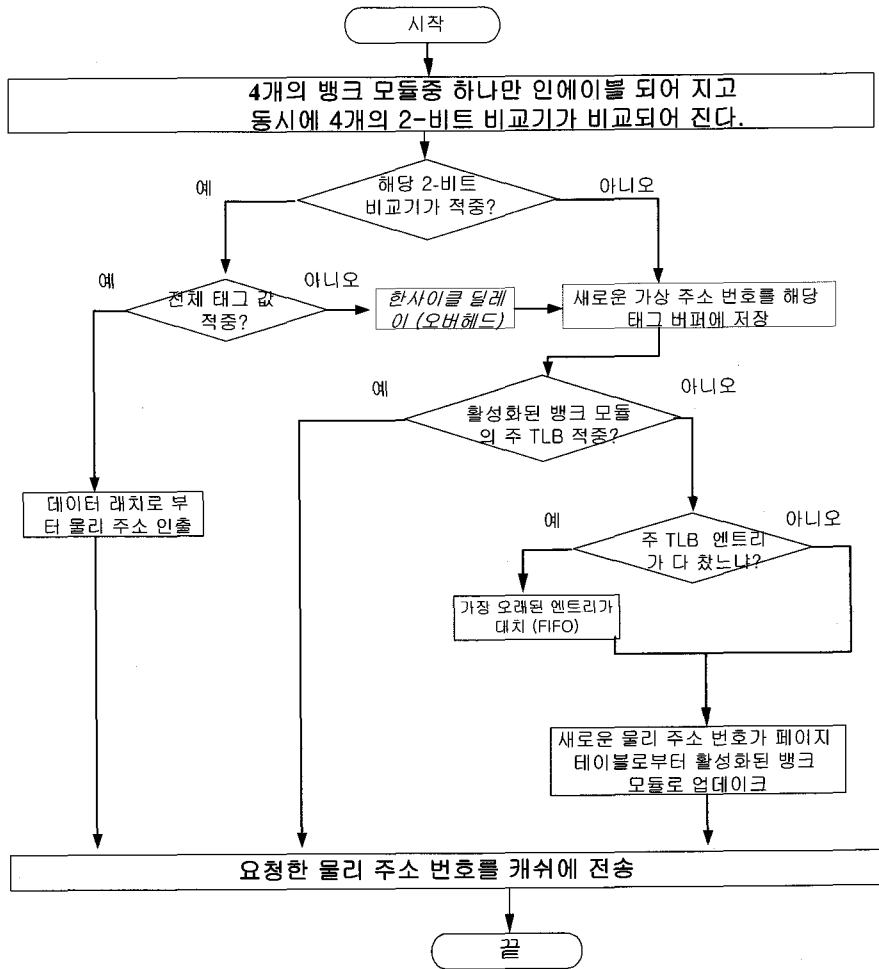 시작
4개의 뱅크 모듈중 하나만 인에이블 되어 지고
동시에 4개의 2-비트 비교기가 비교되어 진다.
예
해당 2-비트
비교기가 적중?
아니오
예
전체 태그 값
적중?
아니오
한사이클 딜레
이 (오버헤드)
새로운 가상 주소 번호를 해당
태그 버퍼에 저장
예
활성화된 뱅크 모듈
의 주 TLB 적중?
아니오
데이터 래치로 부
터 물리 주소 인출
예
주 TLB 엔트리
가 다 찼느냐?
아니오
가장 오래된 엔트리가
대치 (FIFO)
새로운 물리 주소 번호가 페이지
테이블로부터 활성화된 뱅크
모듈로 업데이크
요청한 물리 주소 번호를 캐쉬에 전송
끝